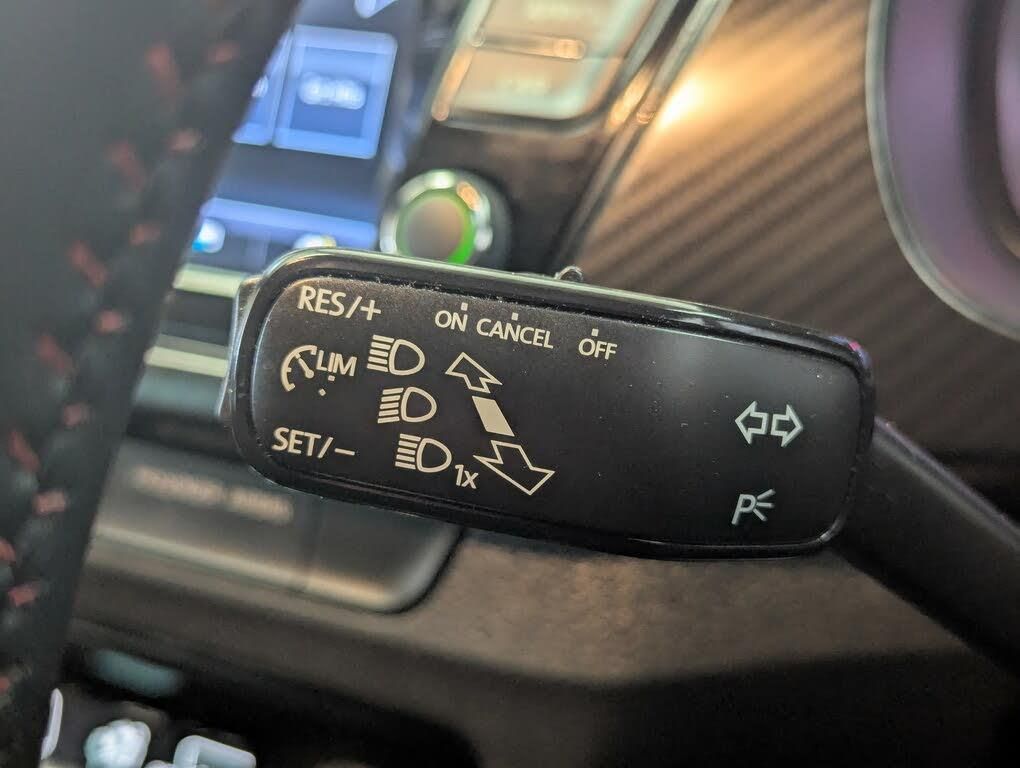 RES/+
ON CANCEL OFF
LIM
SET/−
1x
P